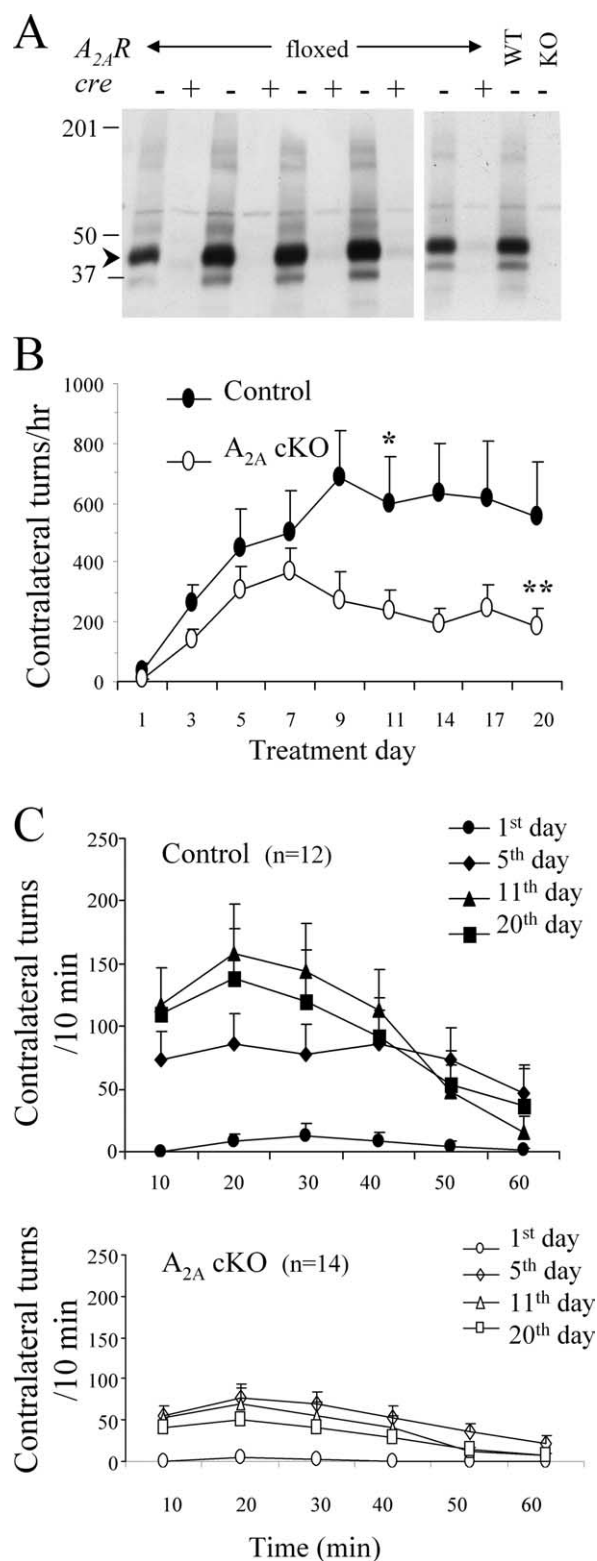 A
A2AR floxed WT KO
cre - + - + - + - + - + - -
201
50
37
B
1000
800
600
400
200
0
Contralateral turns/hr
Control
A2A cKO
*
**
1 3 5 7 9 11 14 17 20
Treatment day
C
250
200
150
100
50
0
Contralateral turns
/10 min
Control (n=12)
1st day
5th day
11th day
20th day
10 20 30 40 50 60
250
200
150
100
50
0
Contralateral turns
/10 min
A2A cKO (n=14)
1st day
5th day
11th day
20th day
10 20 30 40 50 60
Time (min)